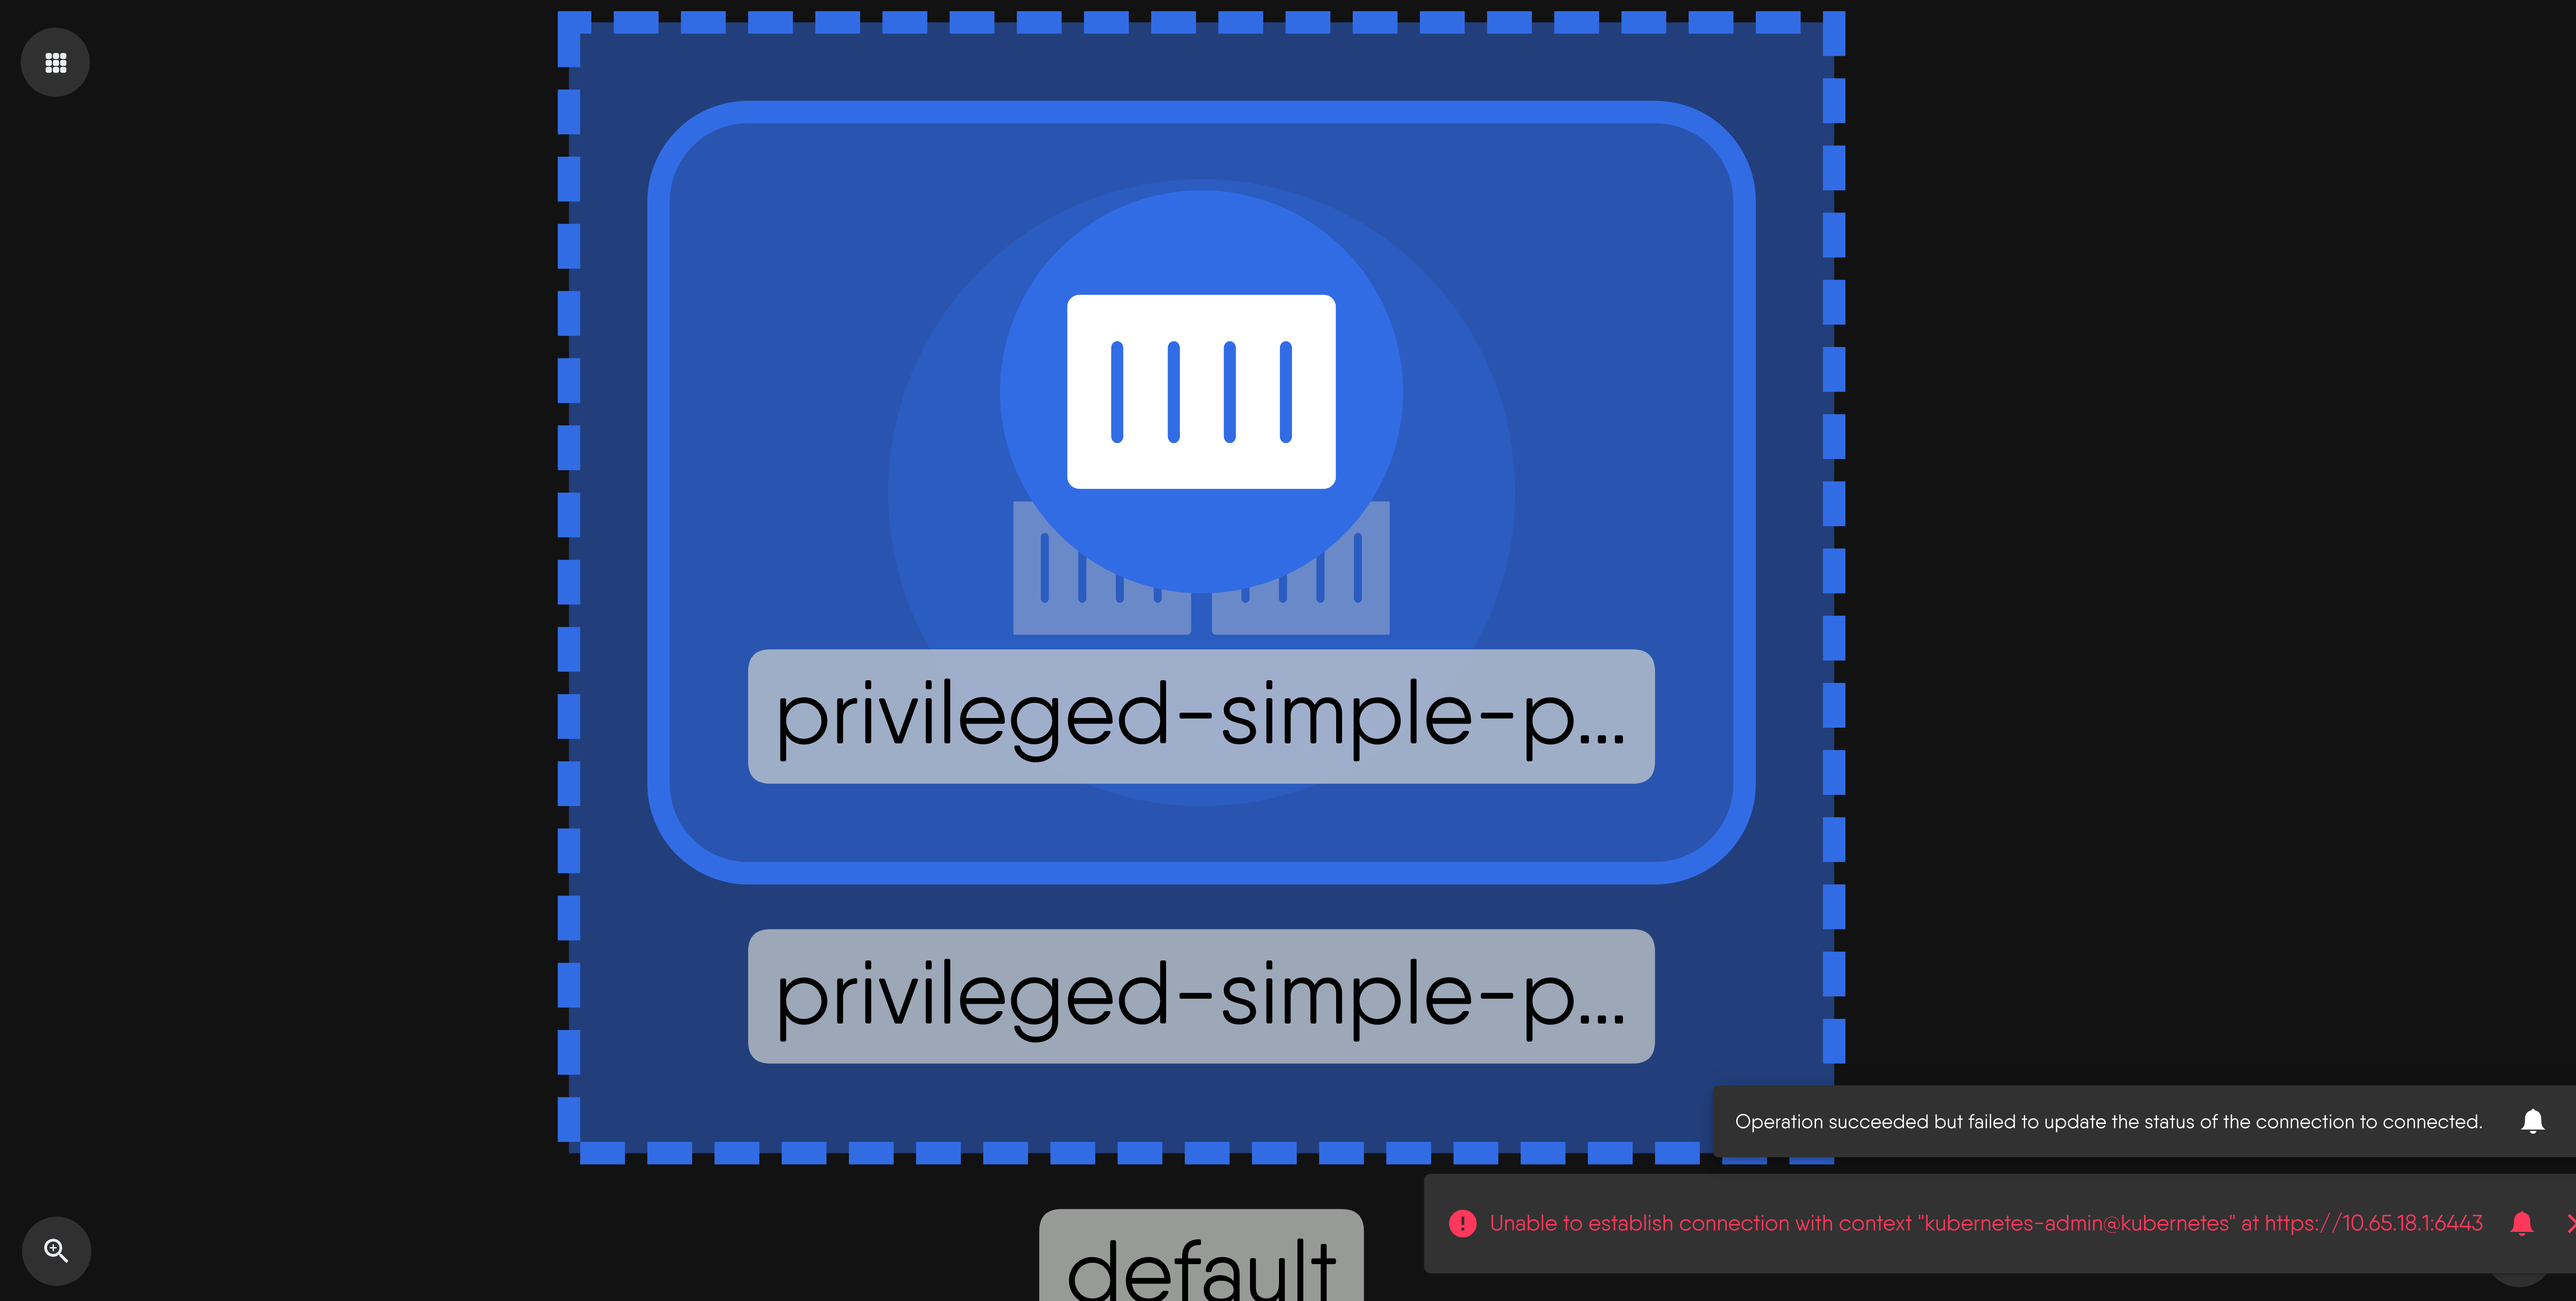 privileged-simple-p...
privileged-simple-p...
Operation succeeded but failed to update the status of the connection to connected.
Unable to establish connection with context "kubernetes-admin@kubernetes" at https://10.65.18.1:6443
default